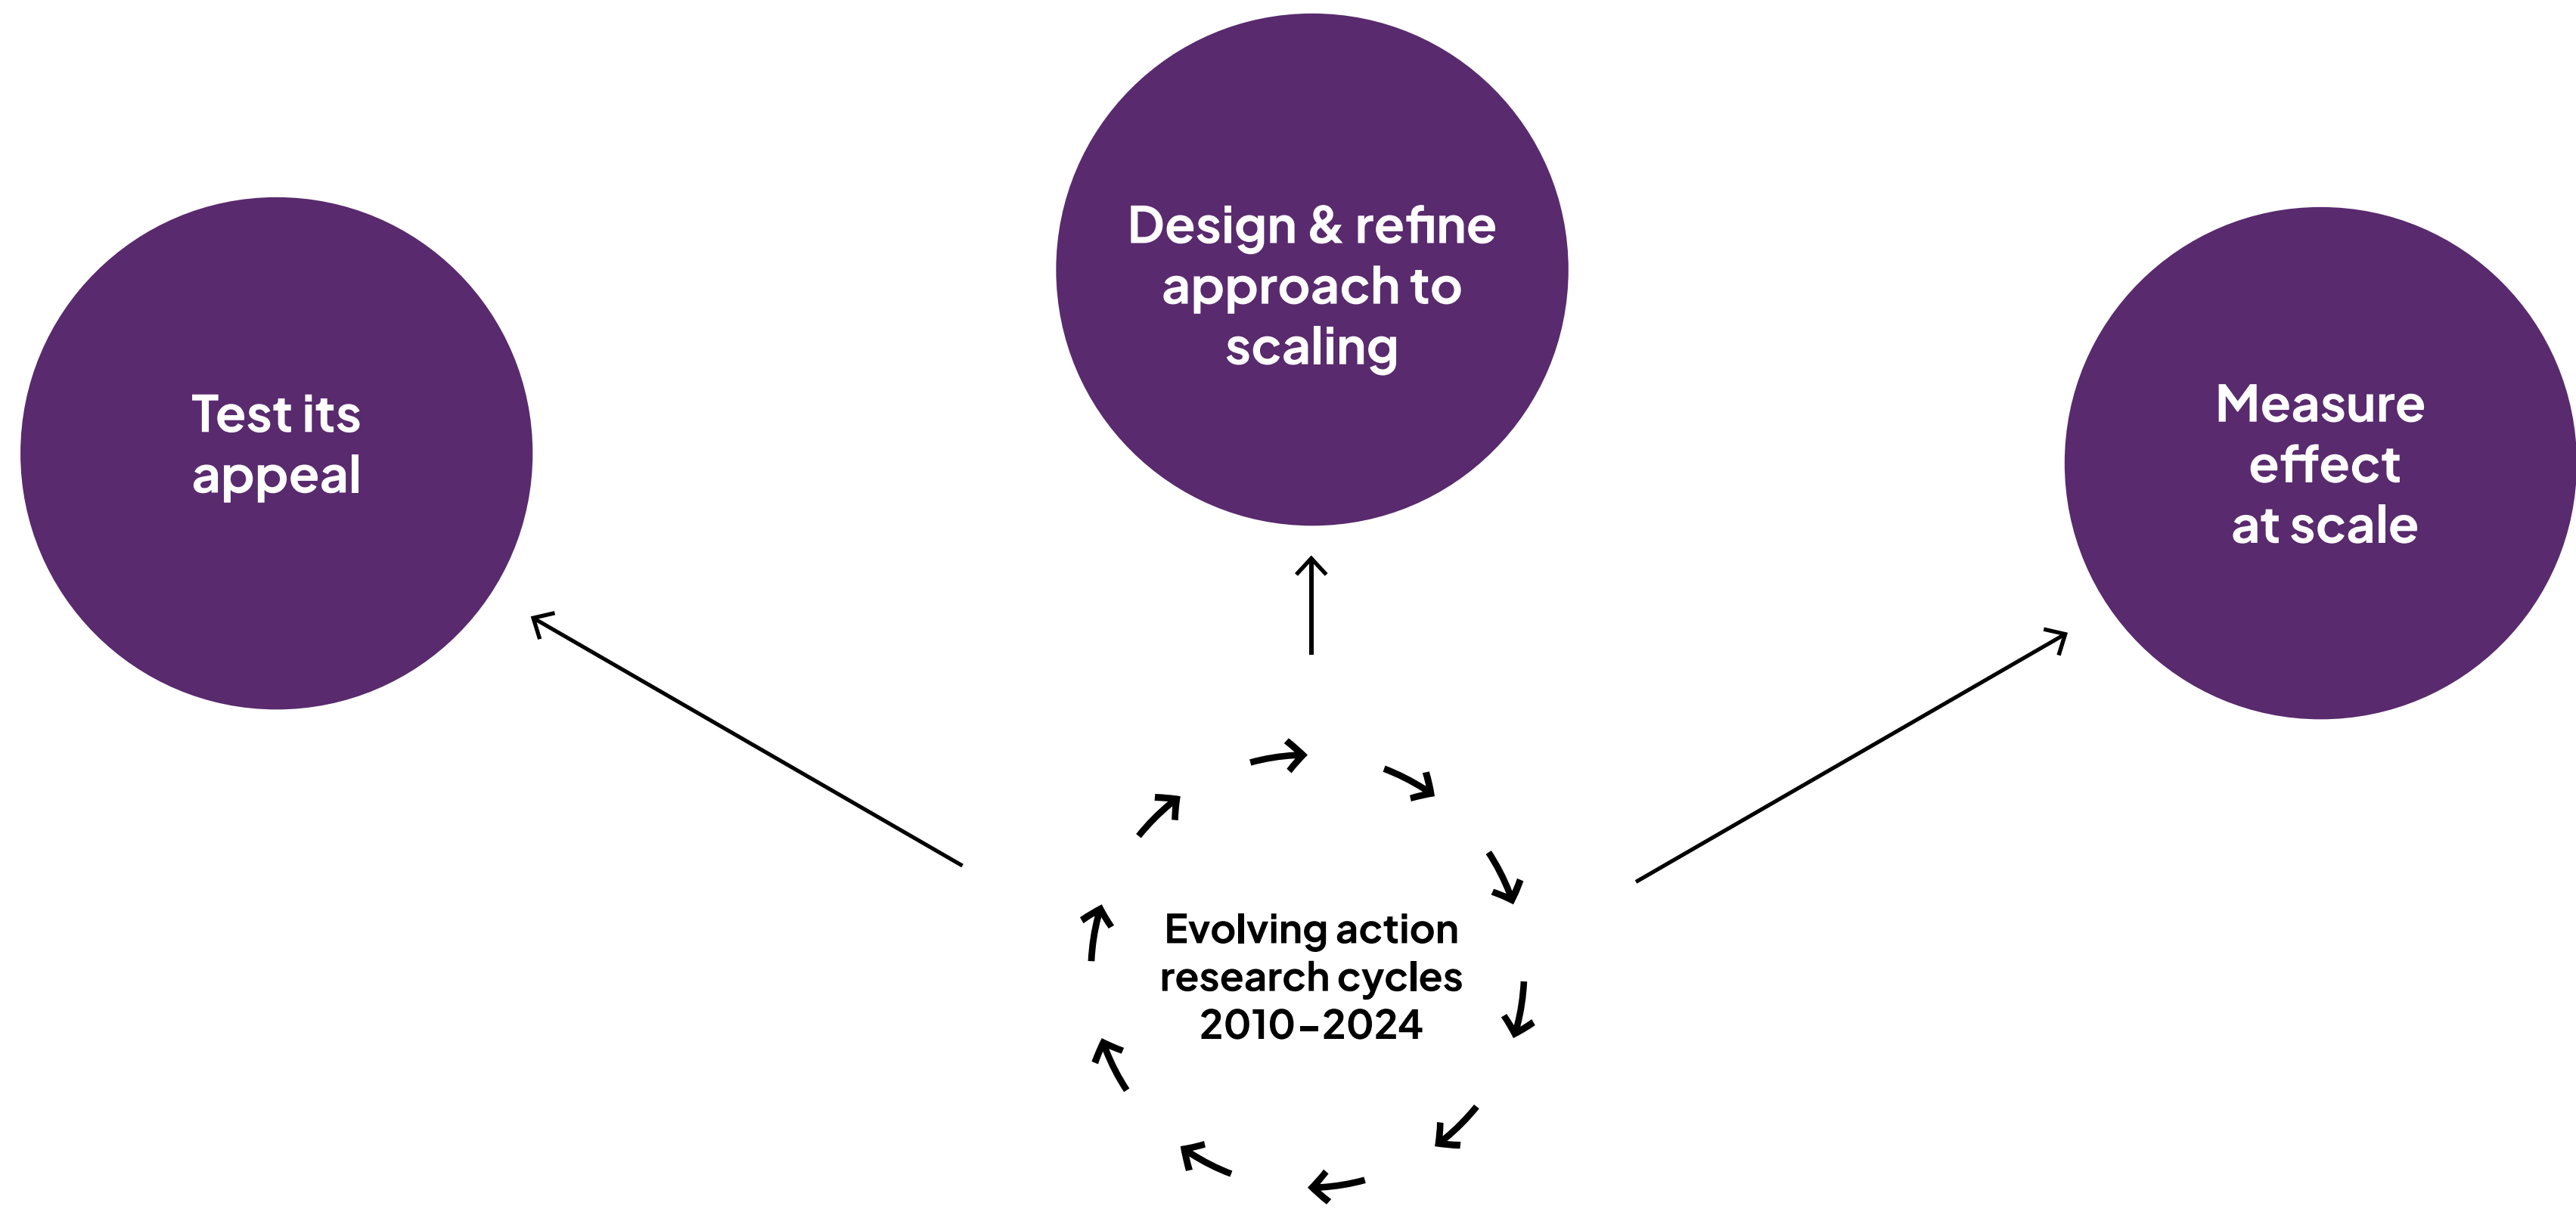 Test its
appeal
Design & refine
approach to
scaling
Measure
effect
at scale
Evolving action
research cycles
2010–2024